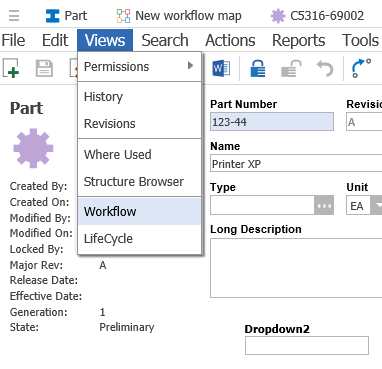 Part
New workflow map
C5316-69002
File Edit Views Search Actions Reports Tools
Permissions
History
Revisions
Where Used
Structure Browser
Workflow
LifeCycle
Part
Created By:
Created On:
Modified By:
Modified On:
Locked By:
Major Rev: A
Release Date:
Effective Date:
Generation: 1
State: Preliminary
Part Number Revisio
123-44 A
Name
Printer XP
Type Unit
... EA
Long Description
Dropdown2